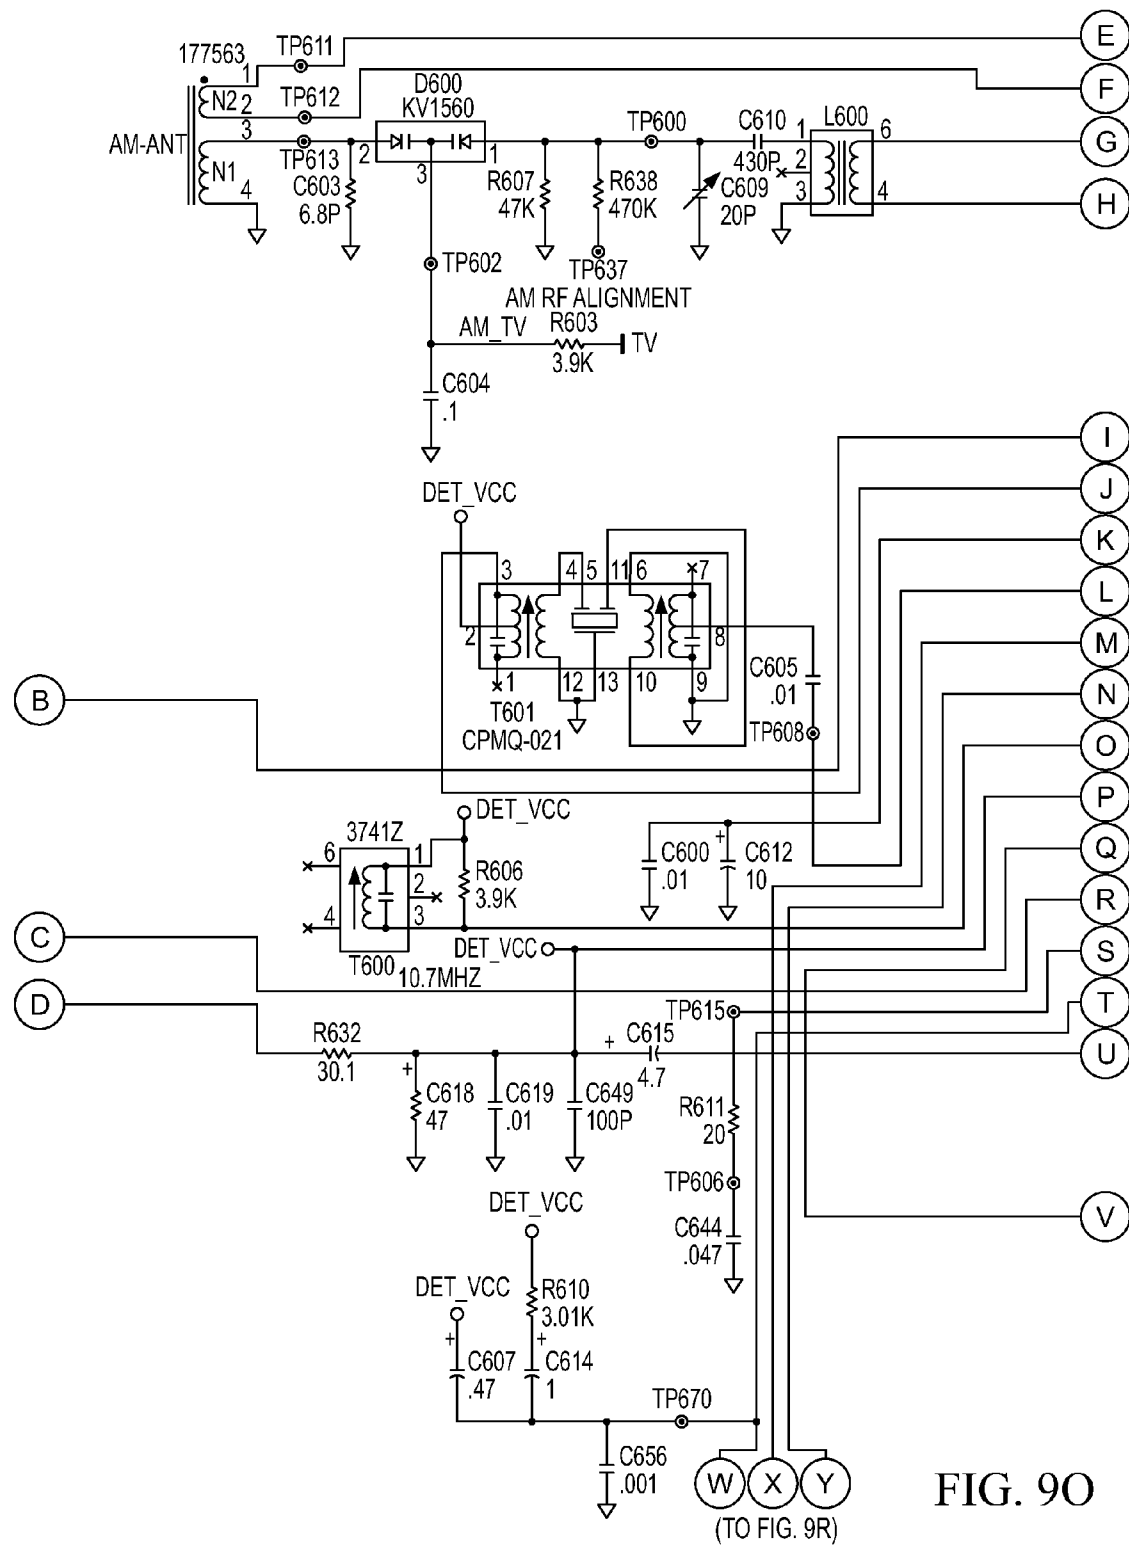 E
177563
TP611
1
D600
KV1560
F
N2
2
TP612
TP600
C610
L600
AM-ANT
3
TP613
2
1
1
6
G
430P
2
N1
C603
3
R607
R638
C609
4
6.8P
47K
470K
20P
3
4
H
TP602
TP637
AM RF ALIGNMENT
AM_TV
R603
TV
3.9K
C604
.1
I
DET_VCC
J
K
3
4
5
11
6
7
L
2
8
M
C605
.01
1
12
13
10
9
N
B
T601
CPMQ-021
TP608
O
DET_VCC
P
3741Z
6
1
+
C600
C612
Q
2
R606
.01
10
3.9K
4
3
R
C
DET_VCC
S
T600
10.7MHZ
D
TP615
T
R632
+
C615
30.1
4.7
U
+
C618
C619
C649
R611
47
.01
100P
20
TP606
DET_VCC
V
C644
.047
DET_VCC
R610
3.01K
+
+
C607
C614
.47
1
TP670
C656
.001
W
X
Y
FIG. 9O
(TO FIG. 9R)